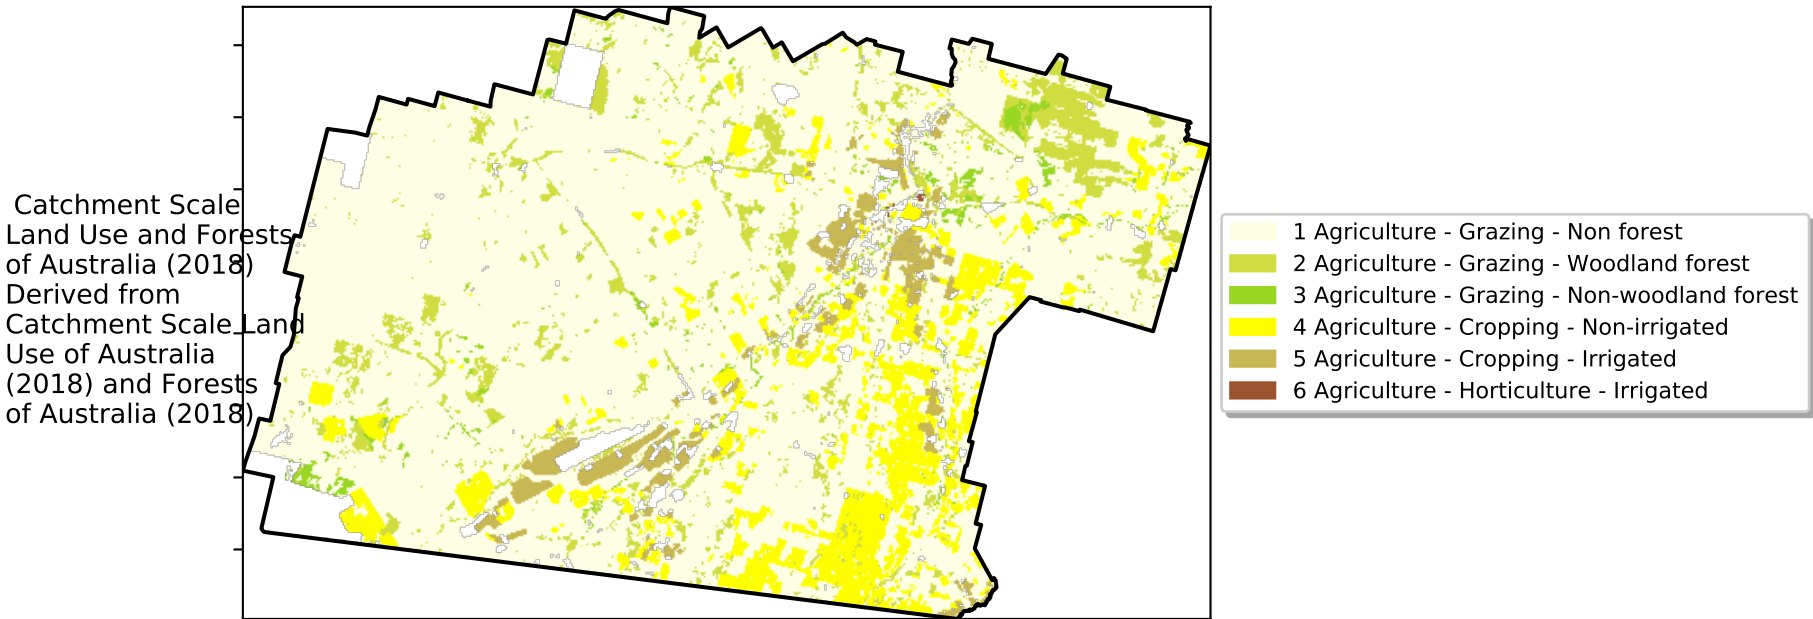 Catchment Scale
Land Use and Forests
of Australia (2018)
Derived from
Catchment Scale Land
Use of Australia
(2018) and Forests
of Australia (2018)
1 Agriculture - Grazing - Non forest
2 Agriculture - Grazing - Woodland forest
3 Agriculture - Grazing - Non-woodland forest
4 Agriculture - Cropping - Non-irrigated
5 Agriculture - Cropping - Irrigated
6 Agriculture - Horticulture - Irrigated